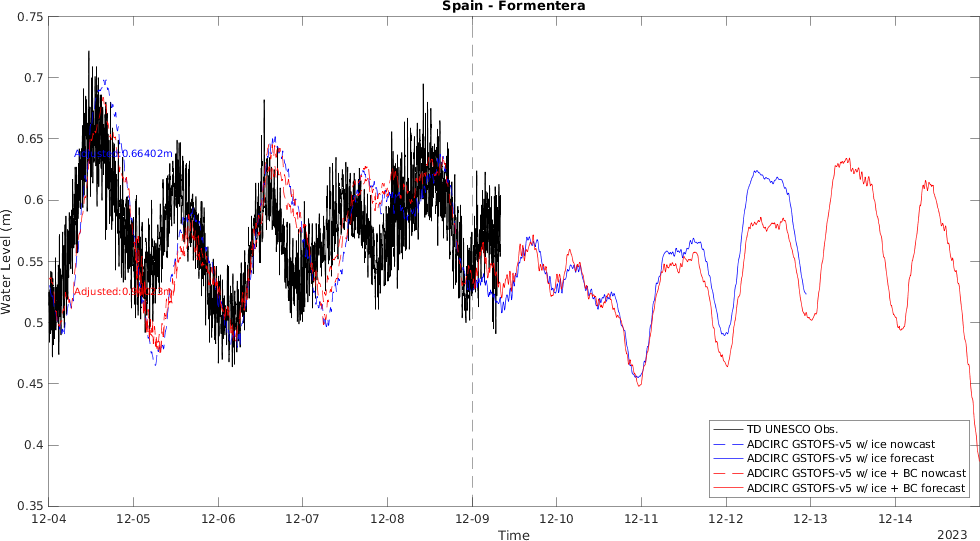 Spain - Formentera
0.75
0.7
0.65
0.6
0.55
0.5
0.45
0.4
0.35
Water Level (m)
Adjusted:0.66402m
Adjusted:
12-04
12-05
12-06
12-07
12-08
12-09
12-10
12-11
12-12
12-13
12-14
Time
2023
TD UNESCO Obs.
ADCIRC GSTOFS-v5 w/ ice nowcast
ADCIRC GSTOFS-v5 w/ ice forecast
ADCIRC GSTOFS-v5 w/ ice + BC nowcast
ADCIRC GSTOFS-v5 w/ ice + BC forecast